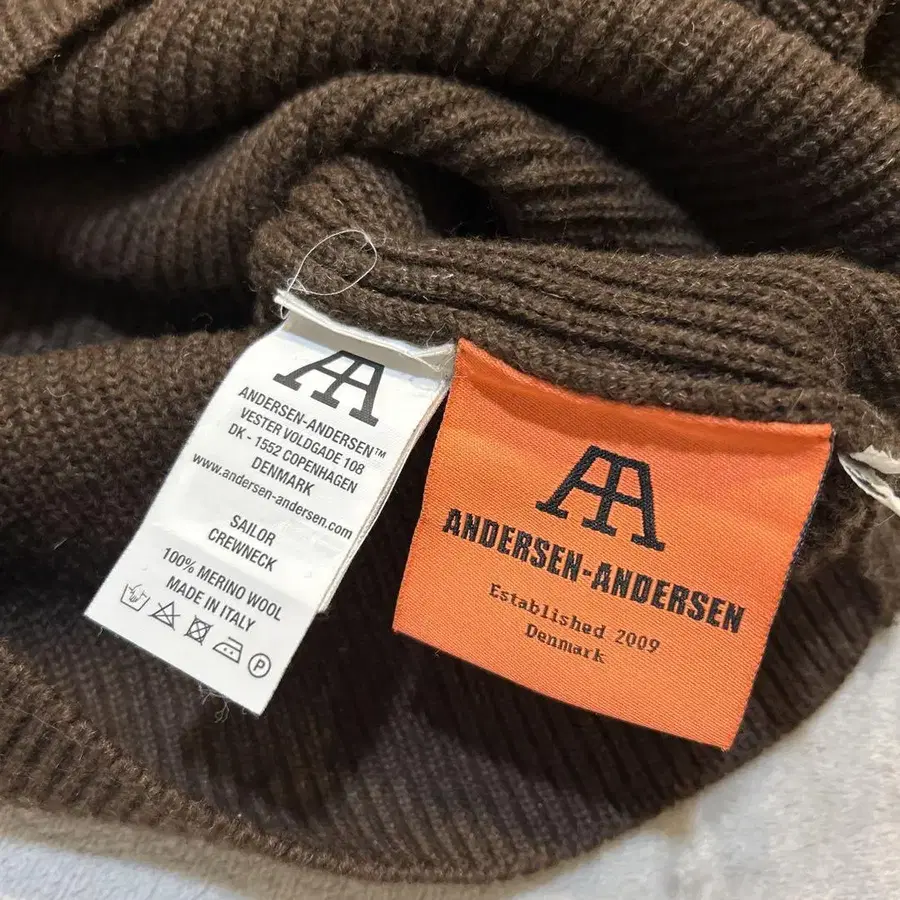 AA
ANDERSEN-ANDERSEN™
VESTER VOLDGADE 108
DK - 1552 COPENHAGEN
DENMARK
www.andersen-andersen.com
SAILOR
CREWNECK
100% MERINO WOOL
MADE IN ITALY
P
AA
ANDERSEN-ANDERSEN
Established 2009
Denmark